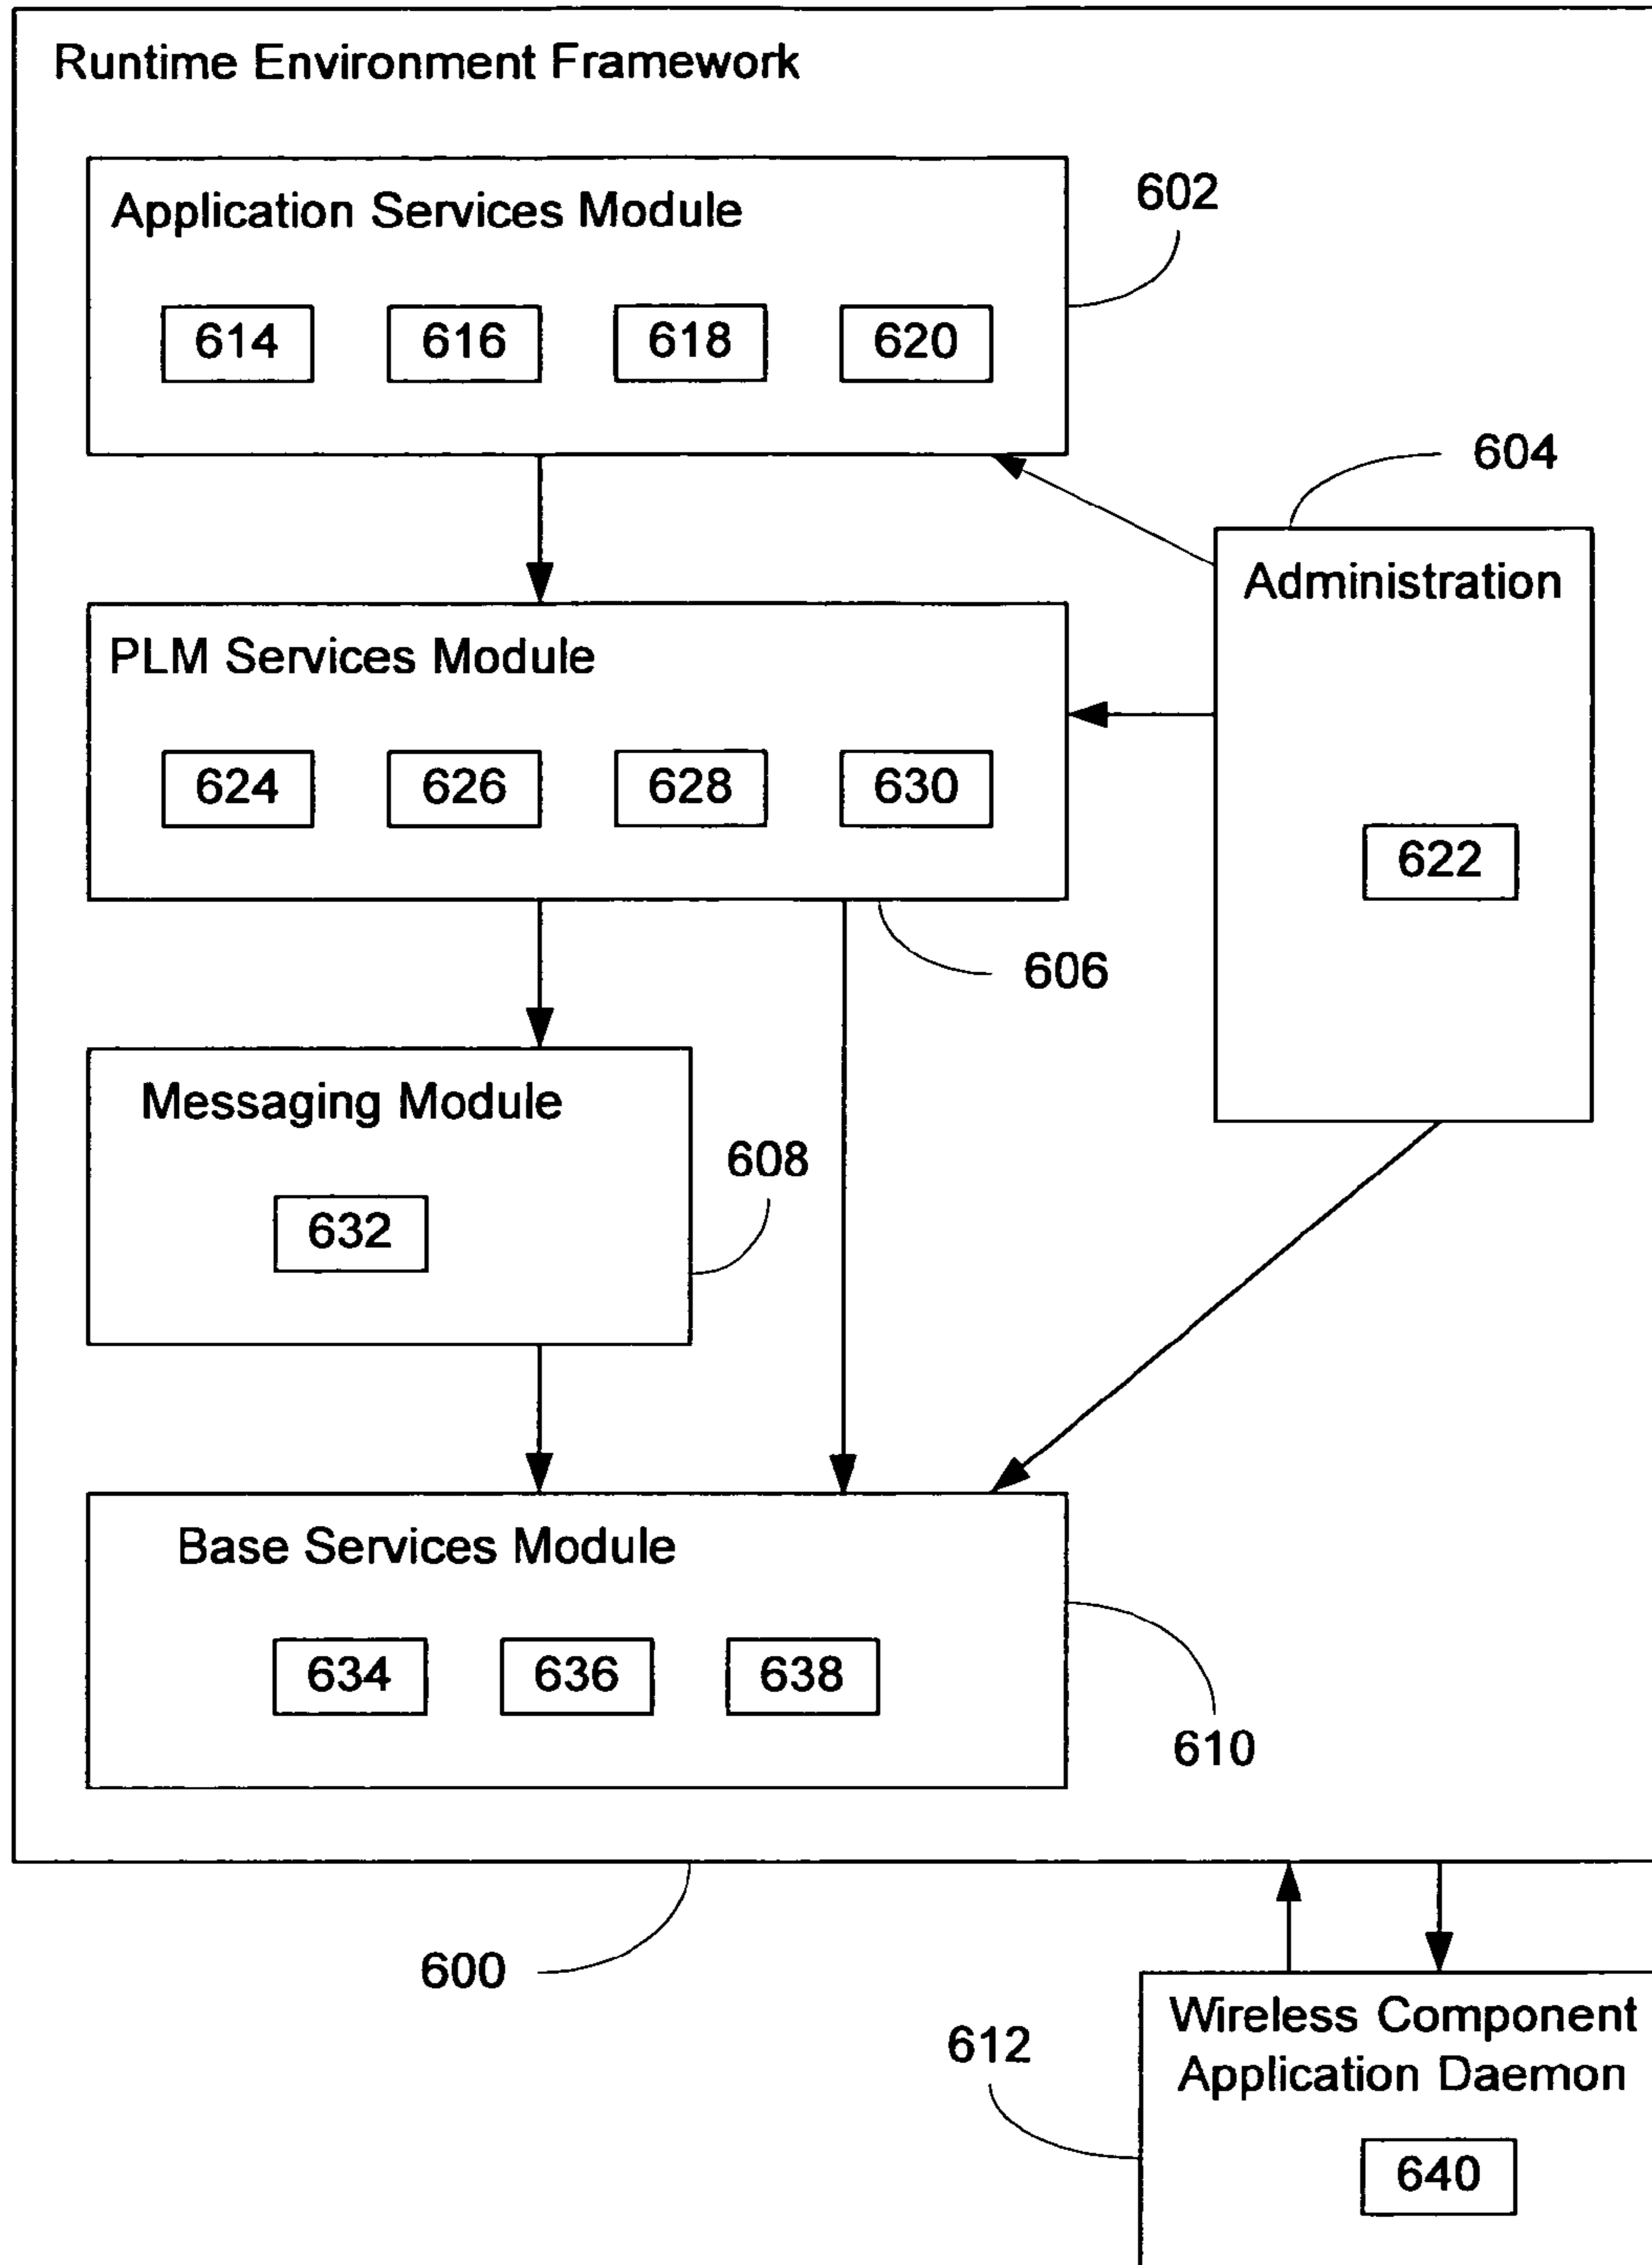 Runtime Environment Framework
Application Services Module
602
614 616 618 620
604
Administration
PLM Services Module
624 626 628 630
622
606
Messaging Module
608
632
Base Services Module
634 636 638
610
600
Wireless Component
Application Daemon
612
640